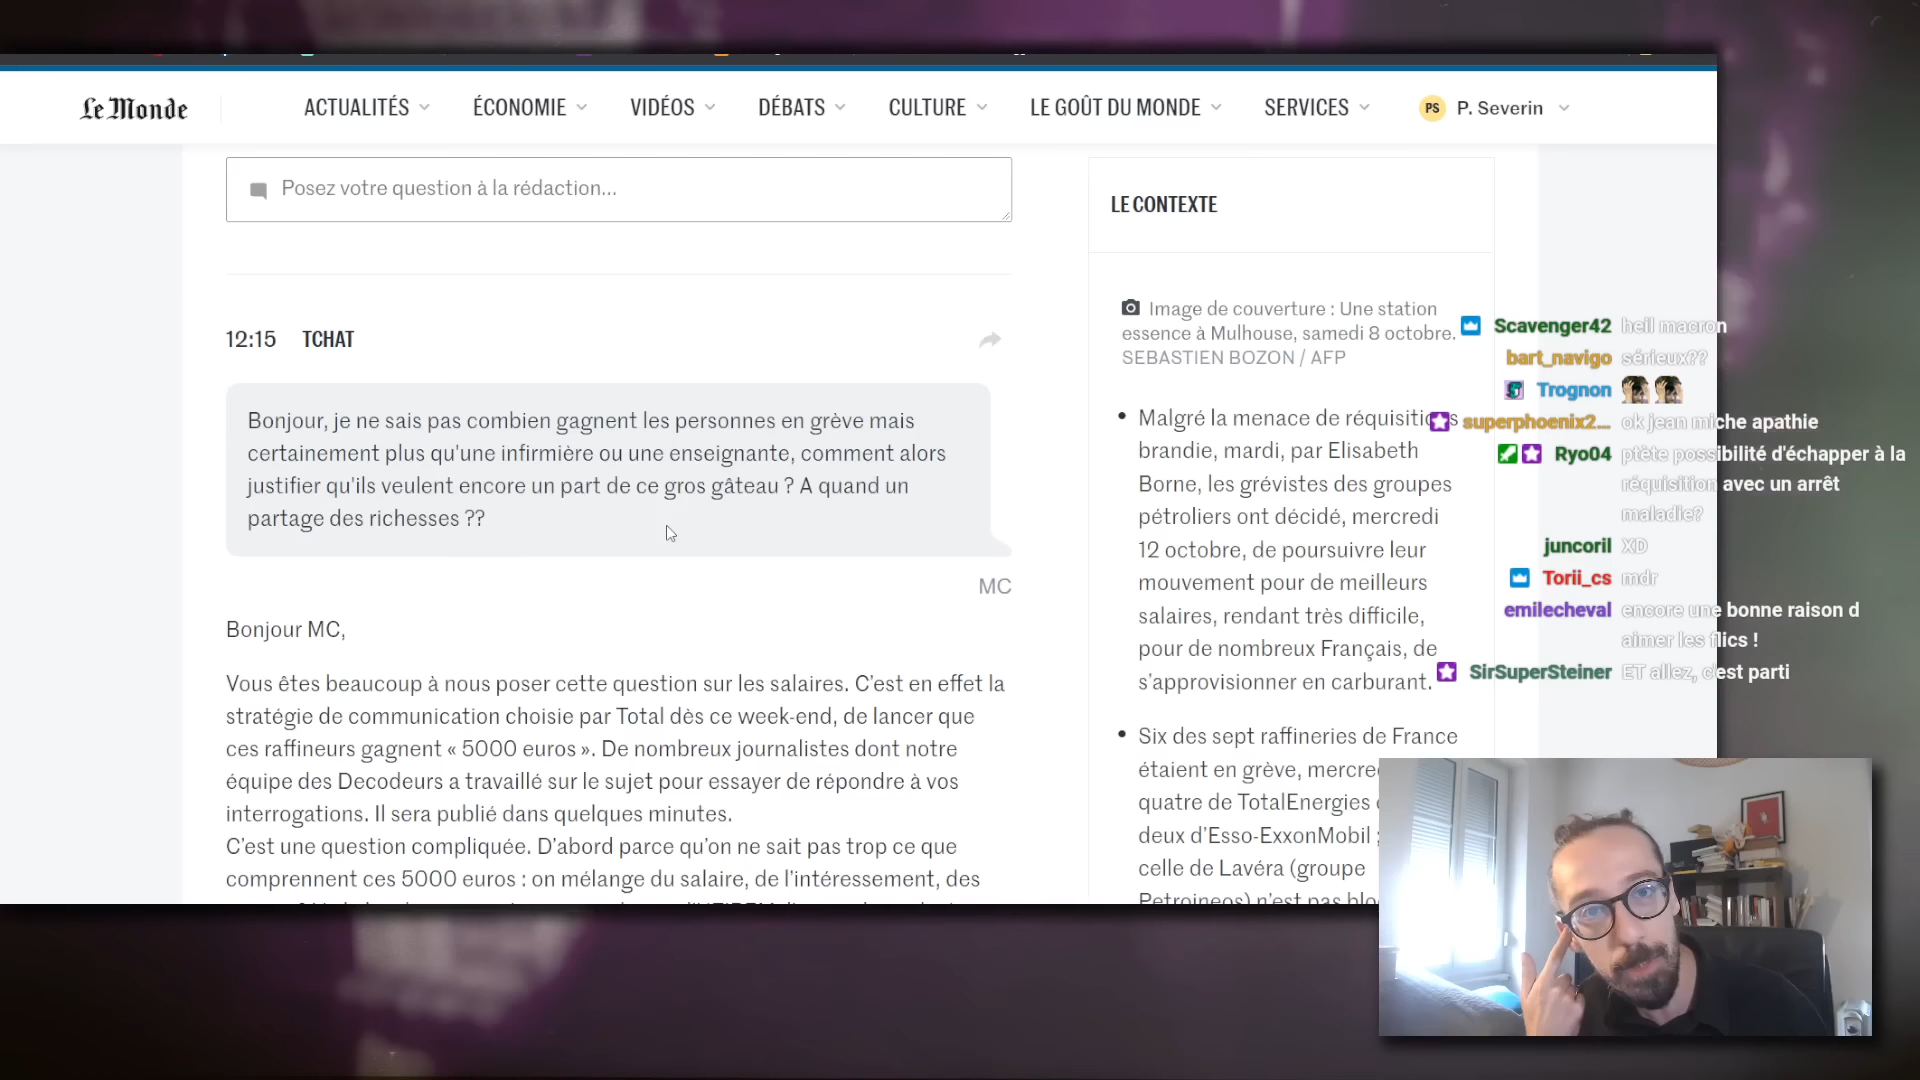 Le Monde
ACTUALITÉS
ÉCONOMIE
VIDÉOS
DÉBATS
CULTURE
LE GOÛT DU MONDE
SERVICES
PS
P. Severin
Posez votre question à la rédaction...
12:15 TCHAT
Bonjour, je ne sais pas combien gagnent les personnes en grève mais
certainement plus qu'une infirmière ou une enseignante, comment alors
justifier qu'ils veulent encore un part de ce gros gâteau ? A quand un
partage des richesses ??
MC
Bonjour MC,
Vous êtes beaucoup à nous poser cette question sur les salaires. C’est en effet la
stratégie de communication choisie par Total dès ce week-end, de lancer que
ces raffineurs gagnent « 5000 euros ». De nombreux journalistes dont notre
équipe des Decodeurs a travaillé sur le sujet pour essayer de répondre à vos
interrogations. Il sera publié dans quelques minutes.
C’est une question compliquée. D’abord parce qu’on ne sait pas trop ce que
comprennent ces 5000 euros : on mélange du salaire, de l’intéressement, des
LE CONTEXTE
Image de couverture : Une station
essence à Mulhouse, samedi 8 octobre.
SEBASTIEN BOZON / AFP
Malgré la menace de réquisitions
brandie, mardi, par Elisabeth
Borne, les grévistes des groupes
pétroliers ont décidé, mercredi
12 octobre, de poursuivre leur
mouvement pour de meilleurs
salaires, rendant très difficile,
pour de nombreux Français, de
s’approvisionner en carburant.
Six des sept raffineries de France
étaient en grève, mercre
quatre de TotalEnergies
deux d’Esso-ExxonMobil ;
celle de Lavéra (groupe
Petroineos) n’est pas blo
Scavenger42 heil macron
bart_navigo sérieux??
Trognon
superphoenix2... ok jean miche apathie
Ryo04 ptète possibilité d'échapper à la
réquisition avec un arrêt
maladie?
juncoril XD
Torii_cs mdr
emilecheval encore une bonne raison d
aimer les flics !
SirSuperSteiner ET allez, c'est parti